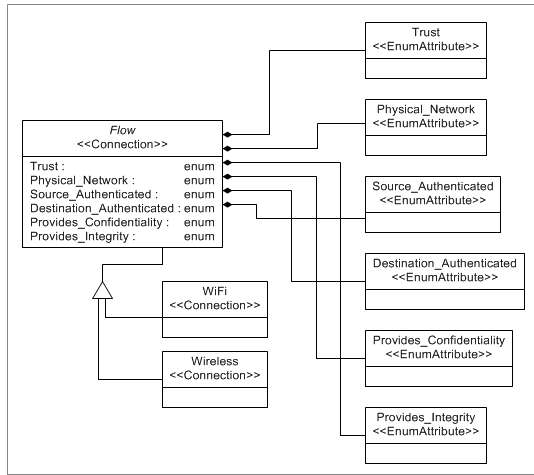 Flow
<<Connection>>
Trust : enum
Physical_Network : enum
Source_Authenticated : enum
Destination_Authenticated : enum
Provides_Confidentiality : enum
Provides_Integrity : enum
WiFi
<<Connection>>
Wireless
<<Connection>>
Trust
<<EnumAttribute>>
Physical_Network
<<EnumAttribute>>
Source_Authenticated
<<EnumAttribute>>
Destination_Authenticated
<<EnumAttribute>>
Provides_Confidentiality
<<EnumAttribute>>
Provides_Integrity
<<EnumAttribute>>